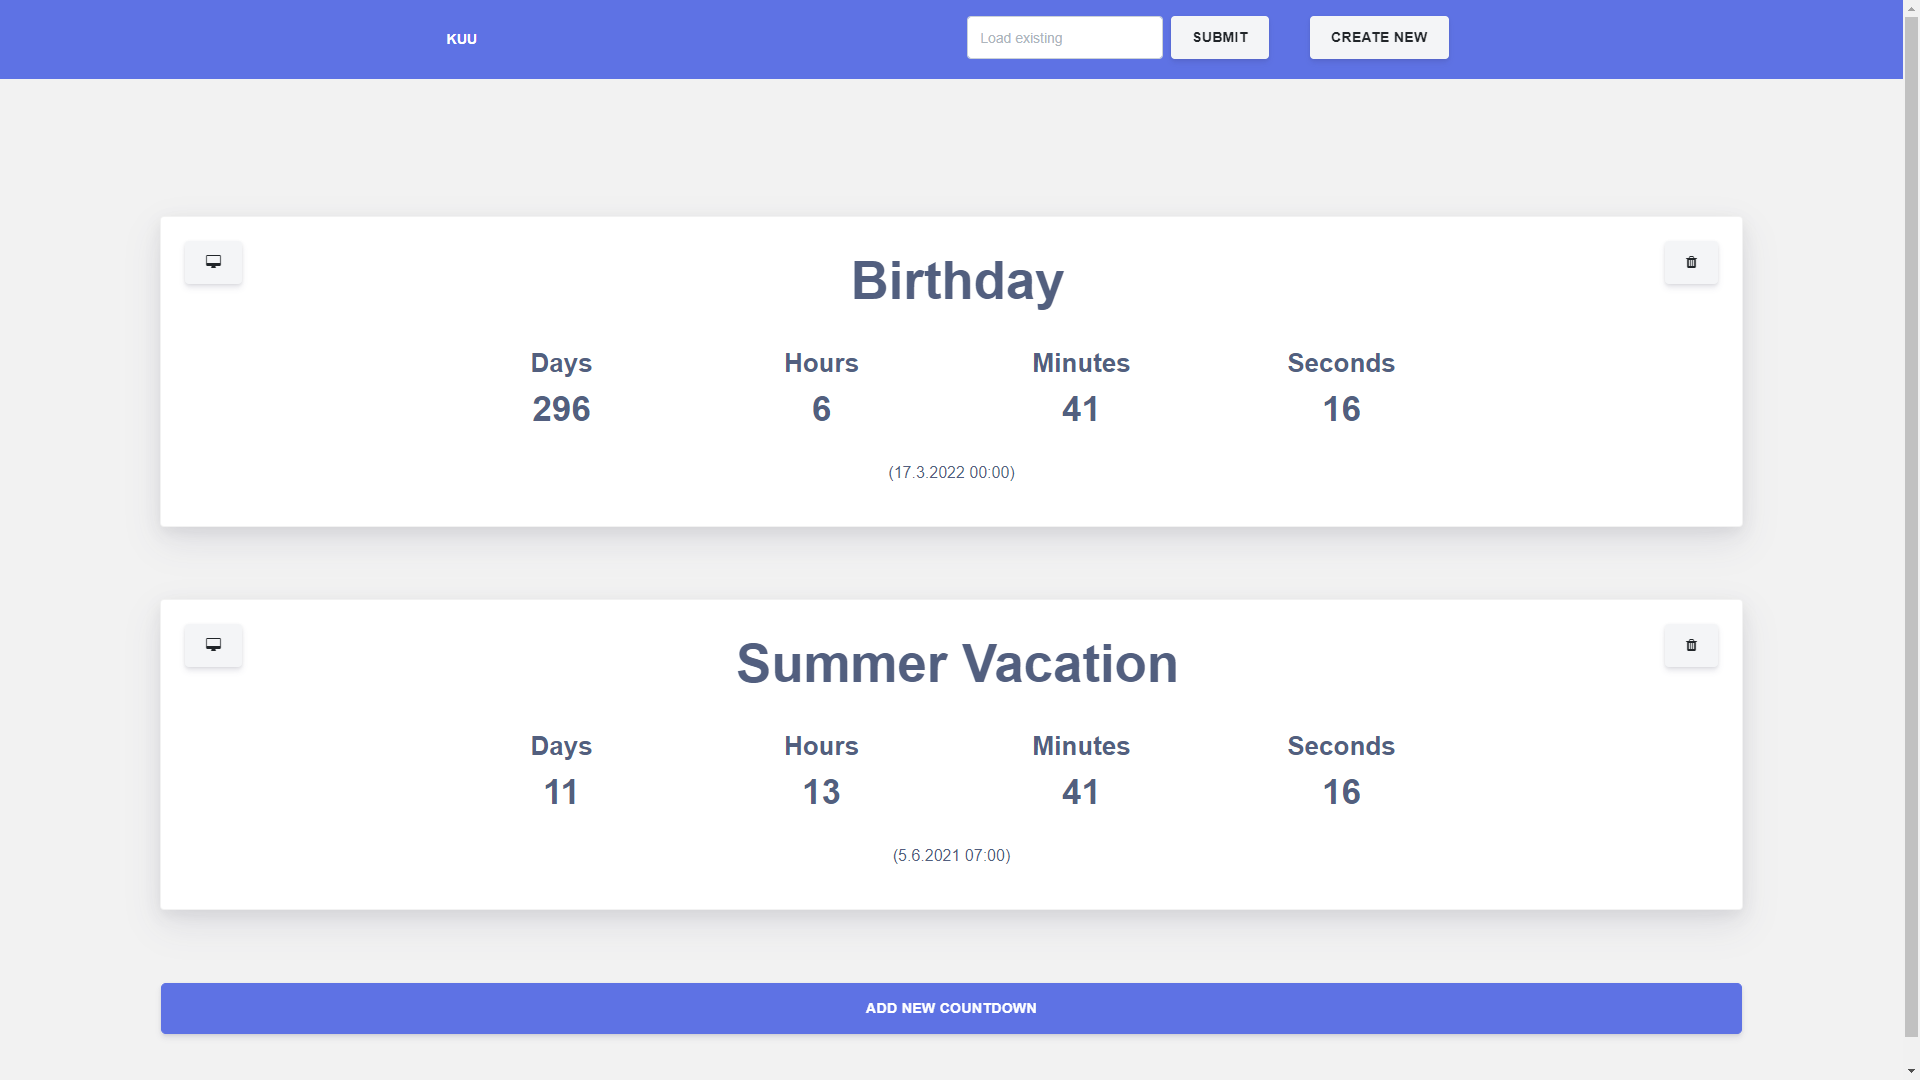 KUU
Load existing
SUBMIT
CREATE NEW
Birthday
Days Hours Minutes Seconds
296 6 41 16
(17.3.2022 00:00)
Summer Vacation
Days Hours Minutes Seconds
11 13 41 16
(5.6.2021 07:00)
ADD NEW COUNTDOWN